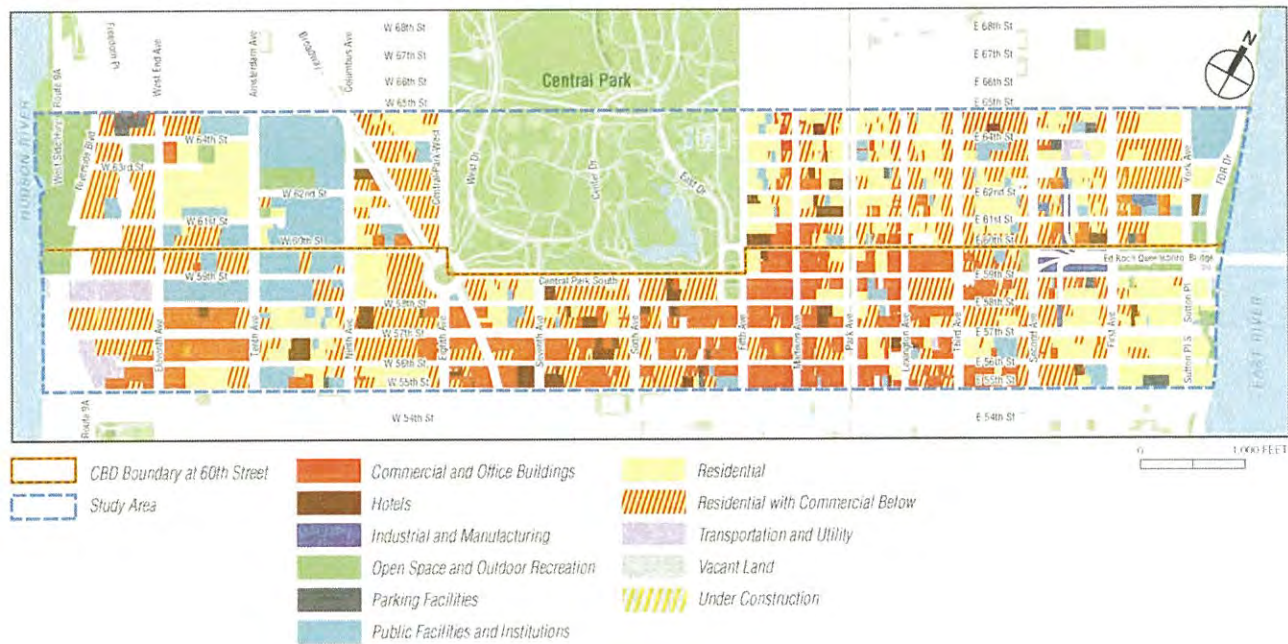 W 68th St
W 67th St
W 66th St
W 65th St
E 68th St
E 67th St
E 66th St
E 65th St
N
Freedom Pl
West End Ave
Amsterdam Ave
Broadway
Columbus Ave
Central Park
HUDSON RIVER
West Side Hwy Route 9A
Riverside Blvd
W 64th St
W 63rd St
W 62nd St
W 61st St
W 60th St
W 59th St
Central Park West
West Dr
Center Dr
East Dr
E 64th St
E 62nd St
E 61st St
E 60th St
York Ave
FDR Dr
Ed Koch Queensboro Bridge
Central Park South
E 59th St
W 58th St
E 58th St
W 57th St
E 57th St
W 56th St
E 56th St
W 55th St
E 55th St
Eleventh Ave
Tenth Ave
Ninth Ave
Eighth Ave
Seventh Ave
Sixth Ave
Fifth Ave
Madison Ave
Park Ave
Lexington Ave
Third Ave
Second Ave
First Ave
Sutton Pl
Sutton Pl S
EAST RIVER
Route 9A
W 54th St
E 54th St
0 1,000 FEET
CBD Boundary at 60th Street
Study Area
Commercial and Office Buildings
Hotels
Industrial and Manufacturing
Open Space and Outdoor Recreation
Parking Facilities
Public Facilities and Institutions
Residential
Residential with Commercial Below
Transportation and Utility
Vacant Land
Under Construction